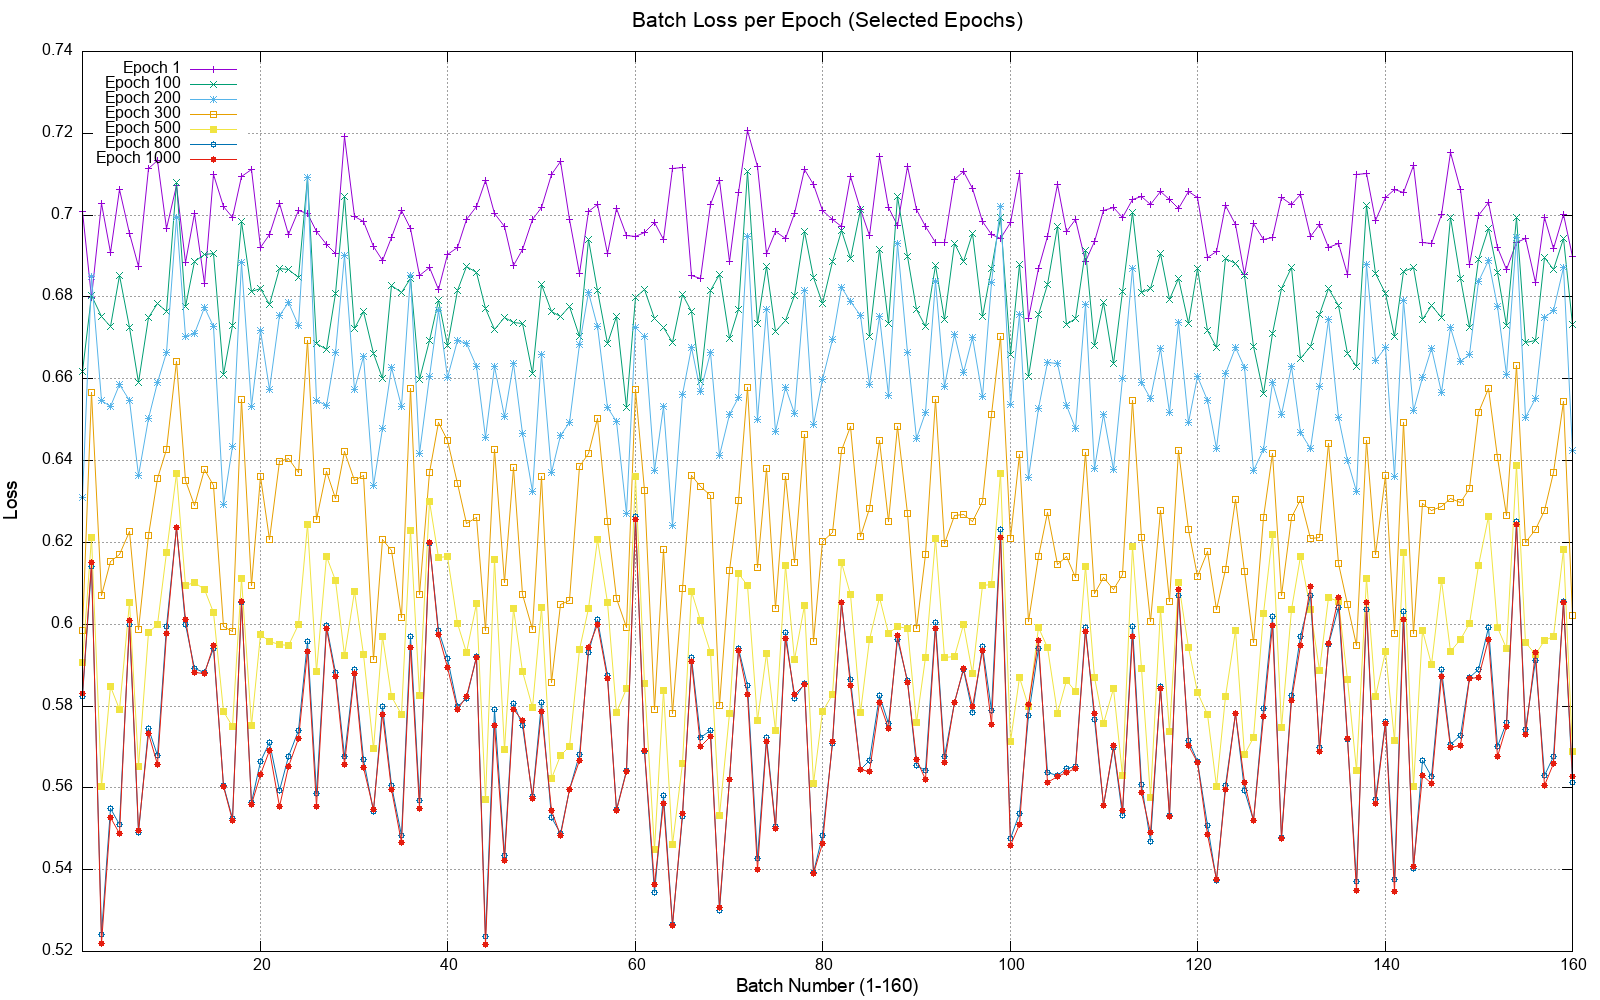 Batch Loss per Epoch (Selected Epochs)
0.74
0.72
0.7
0.68
0.66
0.64
0.62
0.6
0.58
0.56
0.54
0.52
Loss
Epoch 1
Epoch 100
Epoch 200
Epoch 300
Epoch 500
Epoch 800
Epoch 1000
20 40 60 80 100 120 140 160
Batch Number (1-160)